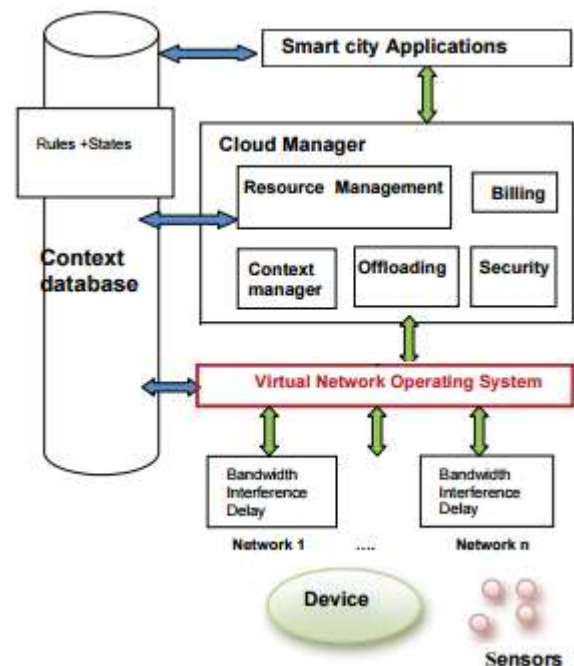 Smart city Applications
Rules +States
Cloud Manager
Resource Management
Billing
Context
database
Context
manager
Offloading
Security
Virtual Network Operating System
Bandwidth
Interference
Delay
Bandwidth
Interference
Delay
Network 1
....
Network n
Device
Sensors